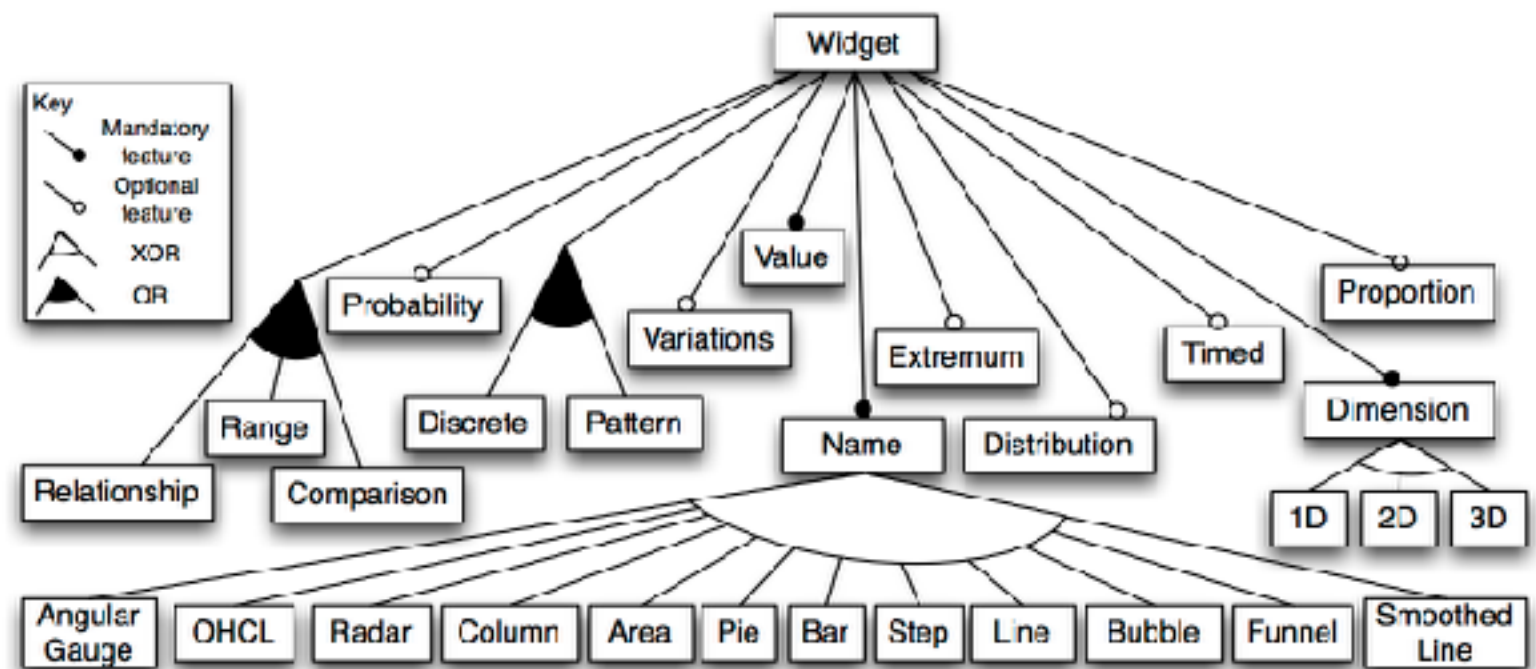 Widget
Key
Mandatory
feature
Optional
feature
XOR
OR
Value
Probability
Proportion
Variations
Extremum
Timed
Range
Discrete
Pattern
Name
Distribution
Dimension
Relationship
Comparison
1D
2D
3D
Angular
Gauge
OHCL
Radar
Column
Area
Pie
Bar
Step
Line
Bubble
Funnel
Smoothed
Line